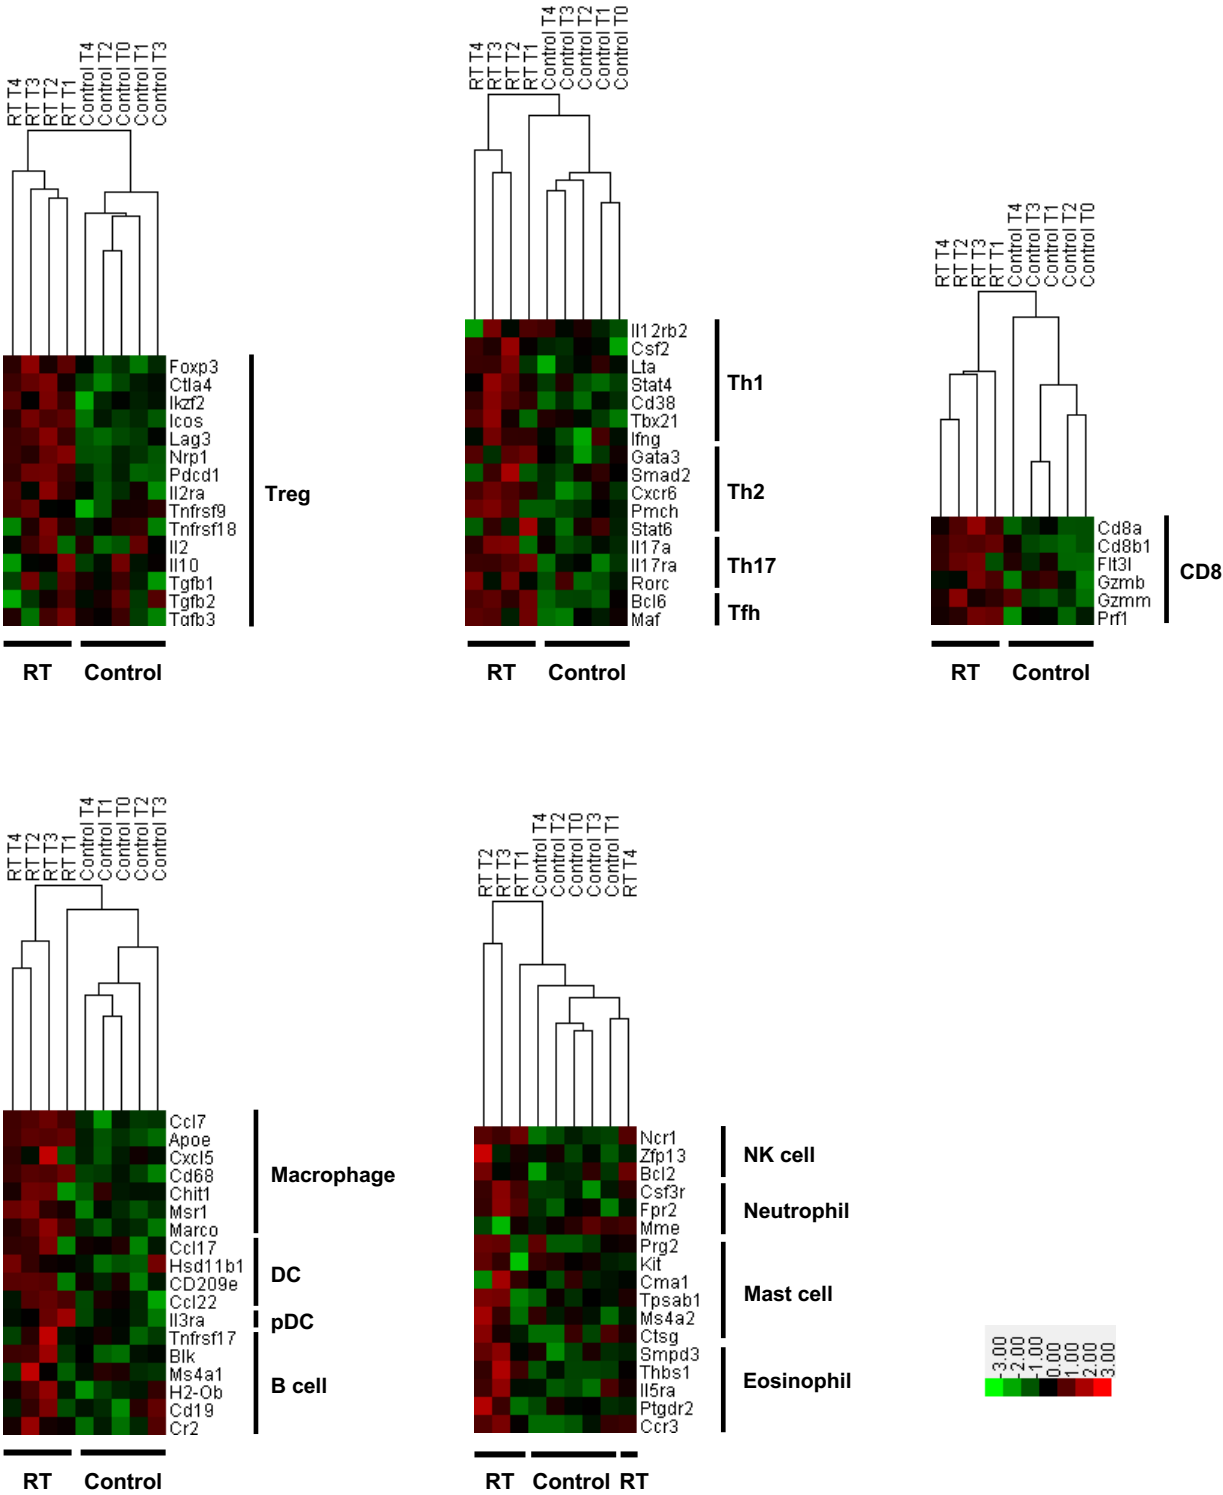 RT T4
RT T3
RT T2
RT T1
Control T4
Control T2
Control T0
Control T1
Control T3
Foxp3
Ctla4
Ikzf2
Icos
Lag3
Nrp1
Pdcd1
Il2ra
Tnfrsf9
Tnfrsf18
Il2
Il10
Tgfb1
Tgfb2
Tgfb3
Treg
RT Control
RT T4
RT T3
RT T2
RT T1
Control T4
Control T3
Control T2
Control T1
Control T0
Il12rb2
Csf2
Lta
Stat4
Cd38
Tbx21
Ifng
Gata3
Smad2
Cxcr6
Pmch
Stat6
Il17a
Il17ra
Rorc
Bcl6
Maf
Th1
Th2
Th17
Tfh
RT Control
RT T4
RT T2
RT T3
RT T1
Control T4
Control T3
Control T1
Control T2
Control T0
Cd8a
Cd8b1
Flt3l
Gzmb
Gzmm
Prf1
CD8
RT Control
RT T4
RT T2
RT T3
RT T1
Control T4
Control T1
Control T0
Control T2
Control T3
Ccl7
Apoe
Cxcl5
Cd68
Chit1
Msr1
Marco
Ccl17
Hsd11b1
CD209e
Ccl22
Il3ra
Tnfrsf17
Blk
Ms4a1
H2-Ob
Cd19
Cr2
Macrophage
DC
pDC
B cell
RT Control
RT T2
RT T3
RT T1
Control T4
Control T2
Control T0
Control T3
Control T1
RT T4
Ncr1
Zfp13
Bcl2
Csf3r
Fpr2
Mme
Prg2
Kit
Cma1
Tpsab1
Ms4a2
Ctsg
Smpd3
Thbs1
Il5ra
Ptgdr2
Ccr3
NK cell
Neutrophil
Mast cell
Eosinophil
RT Control RT
-3.00
-2.00
-1.00
0.00
1.00
2.00
3.00